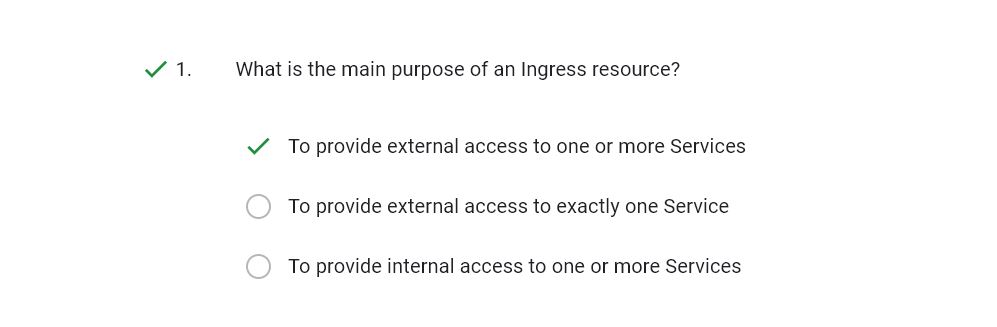 1. What is the main purpose of an Ingress resource?
To provide external access to one or more Services
To provide external access to exactly one Service
To provide internal access to one or more Services